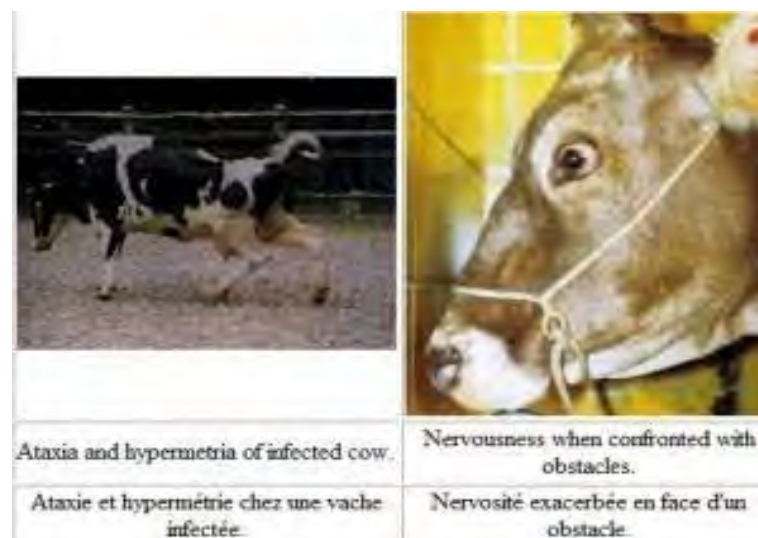 Ataxia and hypermetria of infected cow.
Nervousness when confronted with
obstacles.
Ataxie et hypermétrie chez une vache
infectée.
Nervosité exacerbée en face d'un
obstacle.